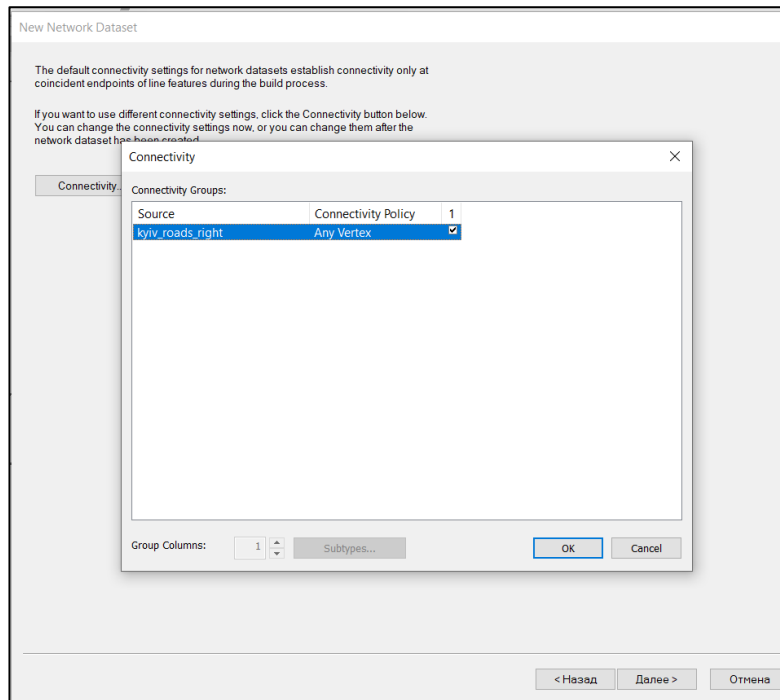 New Network Dataset
The default connectivity settings for network datasets establish connectivity only at
coincident endpoints of line features during the build process.
If you want to use different connectivity settings, click the Connectivity button below.
You can change the connectivity settings now, or you can change them after the
network dataset has been created.
Connectivity..
Connectivity
Connectivity Groups:
Source Connectivity Policy 1
kyiv_roads_right Any Vertex
Group Columns: 1 Subtypes... OK Cancel
< Назад Далее > Отмена